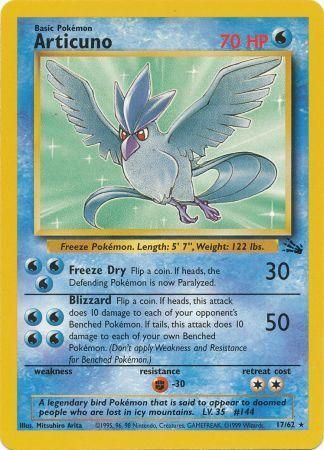 Basic Pokémon
Articuno
70 HP
Freeze Pokémon. Length: 5' 7", Weight: 122 lbs.
Freeze Dry Flip a coin. If heads, the
Defending Pokémon is now Paralyzed.
30
Blizzard Flip a coin. If heads, this attack
does 10 damage to each of your opponent's
Benched Pokémon. If tails, this attack does
10 damage to each of your own Benched
Pokémon. (Don't apply Weakness and Resistance
for Benched Pokémon.)
50
weakness
resistance
retreat cost
-30
A legendary bird Pokémon that is said to appear to doomed
people who are lost in icy mountains. LV. 35 #144
Illus. Mitsuhiro Arita
©1995, 96, 98 Nintendo, Creatures, GAMEFREAK. ©1999 Wizards.
17/62 ★